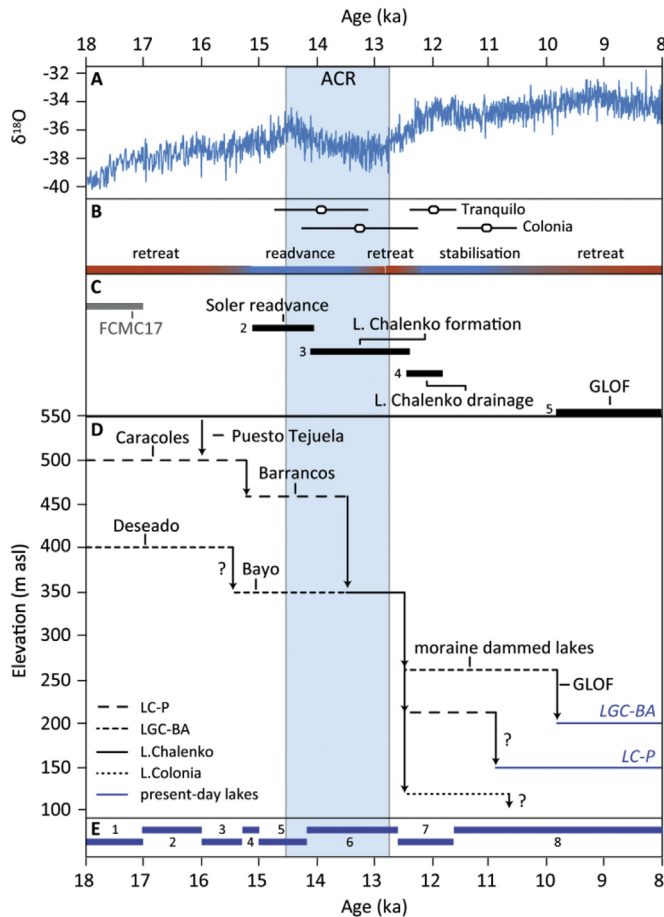 Age (ka)
18 17 16 15 14 13 12 11 10 9 8
A
ACR
δ¹⁸O
-32
-34
-36
-38
-40
B
Tranquilo
Colonia
retreat readvance retreat stabilisation retreat
C
FCMC17
Soler readvance
2
L. Chalenko formation
3
4
L. Chalenko drainage
GLOF
5
D
Elevation (m asl)
550
500
450
400
350
300
250
200
150
100
Caracoles
Puesto Tejuela
Barrancos
Deseado
?
Bayo
moraine dammed lakes
GLOF
LGC-BA
LC-P
?
?
LC-P
LGC-BA
L.Chalenko
L.Colonia
present-day lakes
E
1 2 3 4 5 6 7 8
18 17 16 15 14 13 12 11 10 9 8
Age (ka)